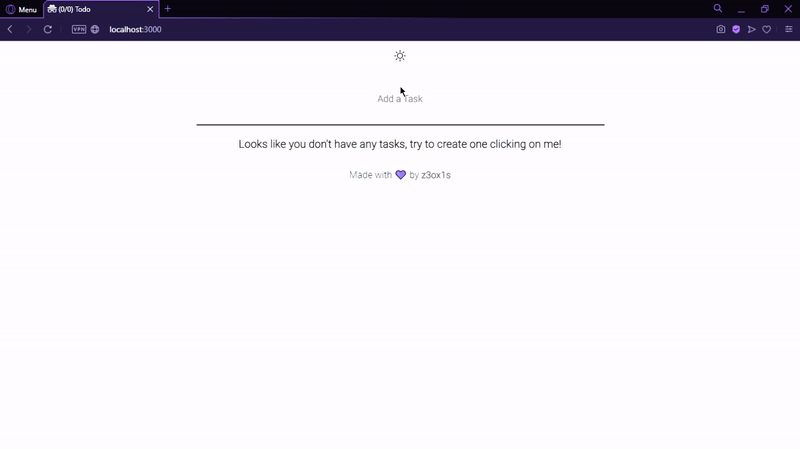 Menu
(0/0) Todo
VPN
localhost:3000
Add a Task
Looks like you don't have any tasks, try to create one clicking on me!
Made with 💜 by z3ox1s